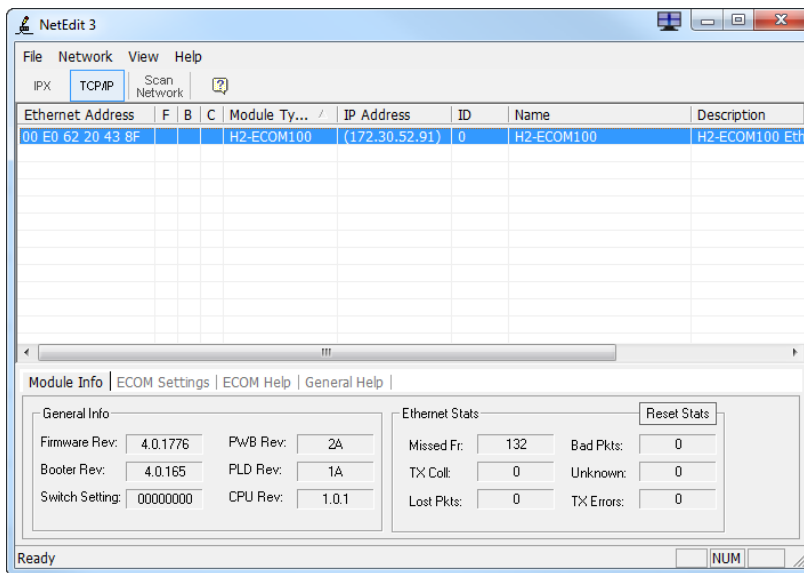 NetEdit 3
File Network View Help
IPX TCP/IP Scan Network
Ethernet Address F B C Module Ty... IP Address ID Name Description
00 E0 62 20 43 8F H2-ECOM100 (172.30.52.91) 0 H2-ECOM100 H2-ECOM100 Eth
Module Info ECOM Settings ECOM Help General Help
General Info Ethernet Stats Reset Stats
Firmware Rev: 4.0.1776 PWB Rev: 2A Missed Fr: 132 Bad Pkts: 0
Booter Rev: 4.0.165 PLD Rev: 1A TX Coll: 0 Unknown: 0
Switch Setting: 00000000 CPU Rev: 1.0.1 Lost Pkts: 0 TX Errors: 0
Ready NUM